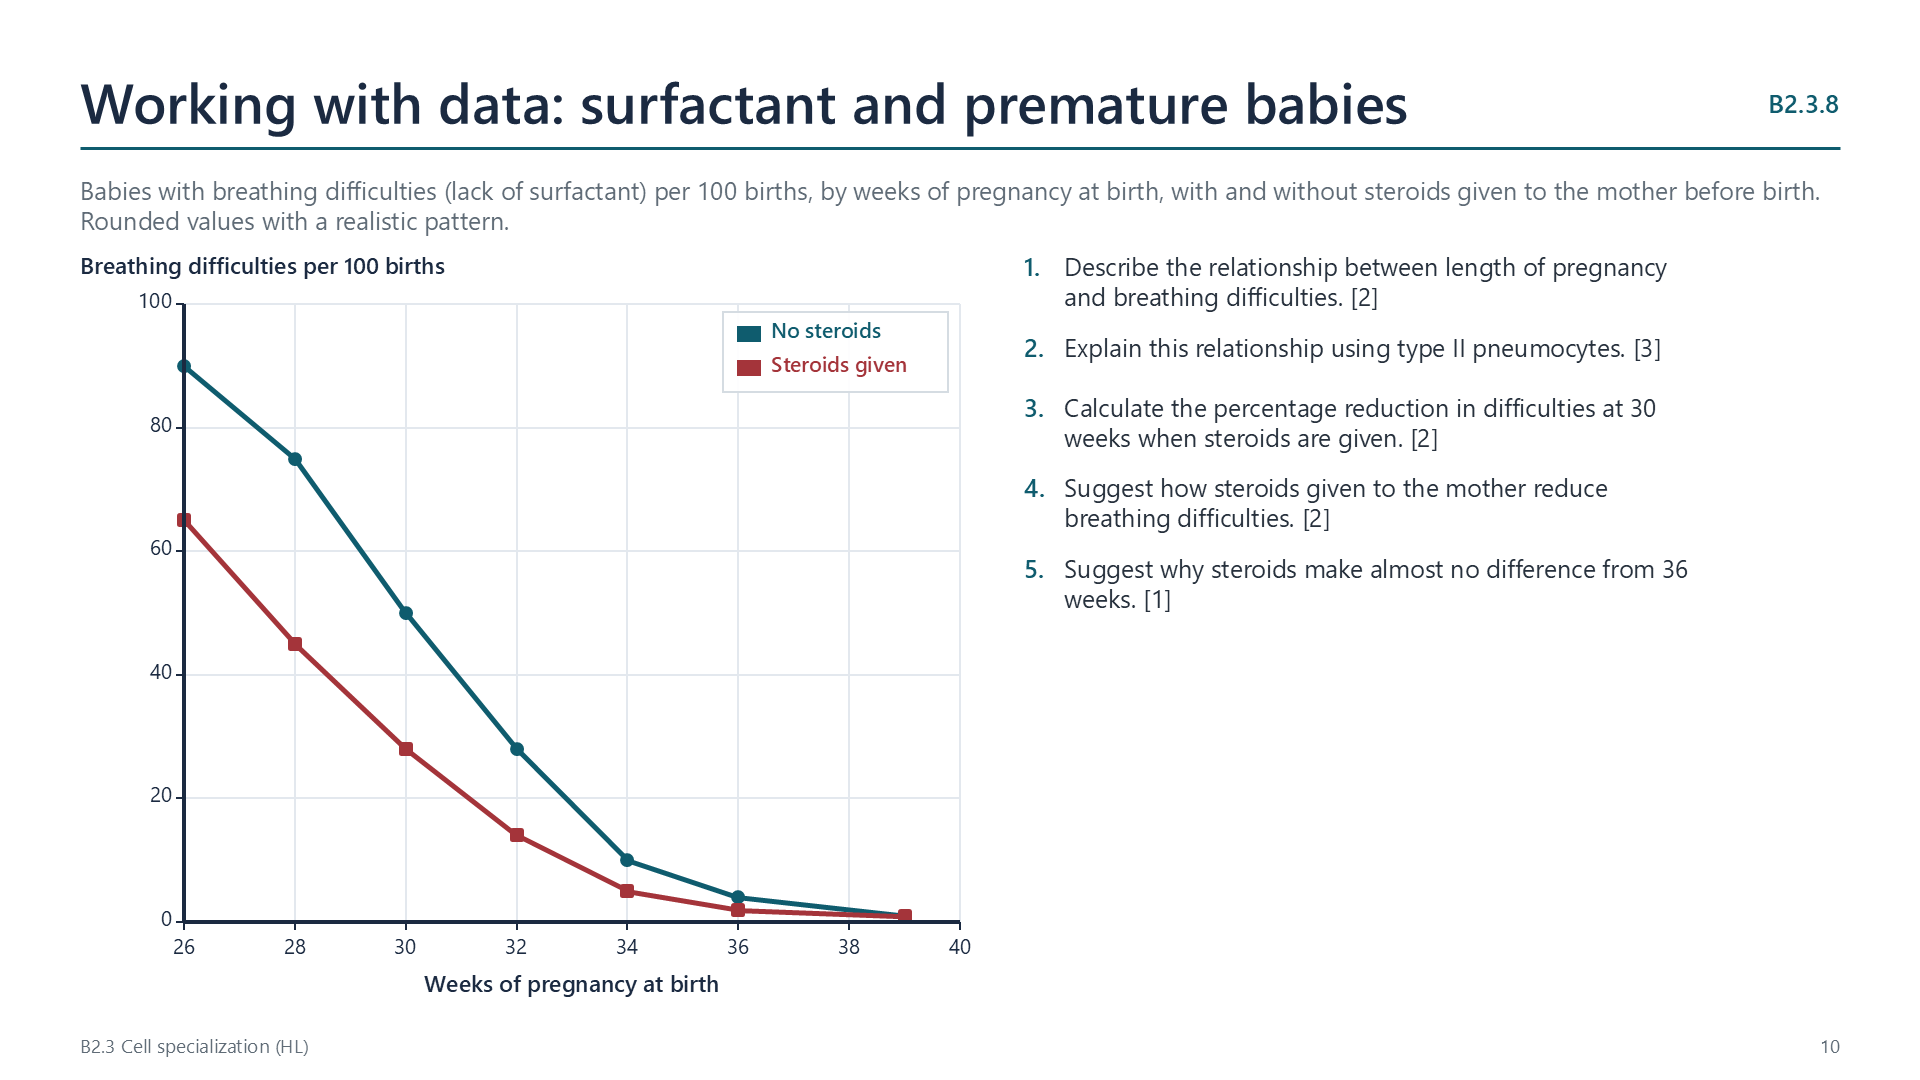 Working with data: surfactant and premature babies
B2.3.8
Babies with breathing difficulties (lack of surfactant) per 100 births, by weeks of pregnancy at birth, with and without steroids given to the mother before birth.
Rounded values with a realistic pattern.
Breathing difficulties per 100 births
100
80
60
40
20
0
No steroids
Steroids given
26 28 30 32 34 36 38 40
Weeks of pregnancy at birth
1. Describe the relationship between length of pregnancy
and breathing difficulties. [2]
2. Explain this relationship using type II pneumocytes. [3]
3. Calculate the percentage reduction in difficulties at 30
weeks when steroids are given. [2]
4. Suggest how steroids given to the mother reduce
breathing difficulties. [2]
5. Suggest why steroids make almost no difference from 36
weeks. [1]
B2.3 Cell specialization (HL)
10